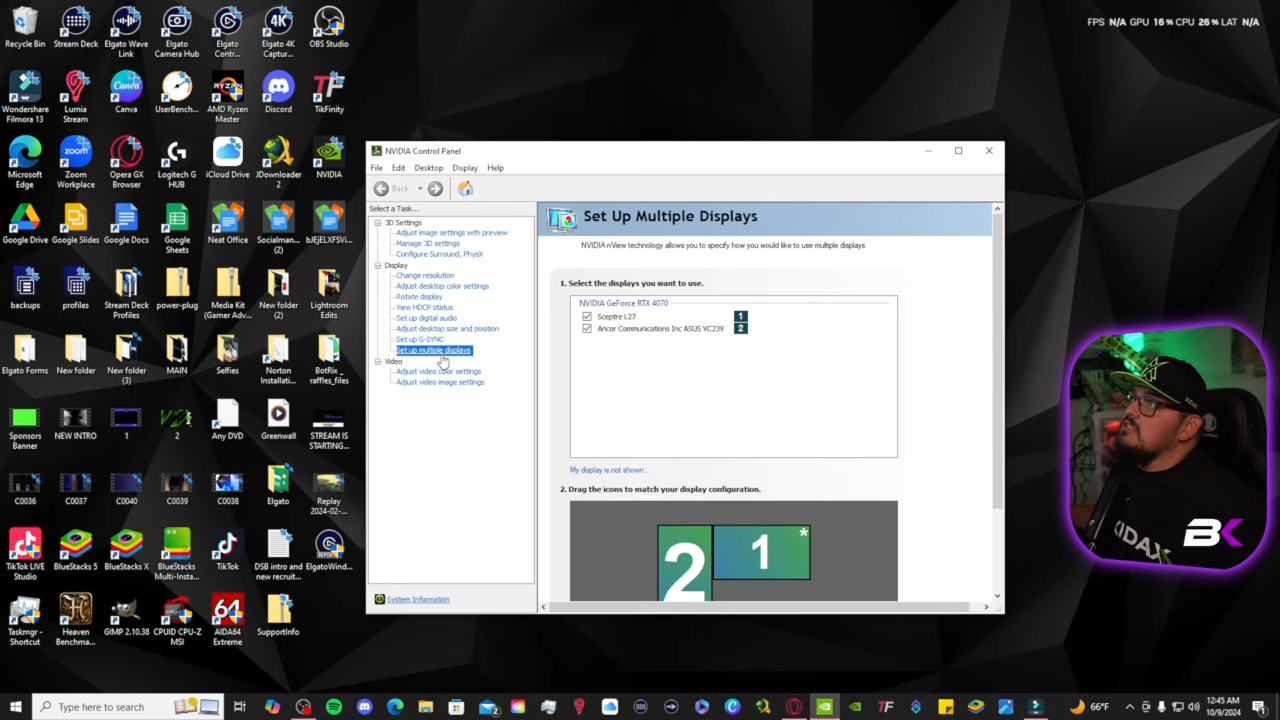 FPS N/A GPU 16 % CPU 26 % LAT N/A
Recycle Bin
Stream Deck
Elgato Wave Link
Elgato Camera Hub
Elgato Contr...
Elgato 4K Captur...
OBS Studio
Wondershare Filmora 13
Lumia Stream
Canva
UserBench...
AMD Ryzen Master
Discord
TikFinity
Microsoft Edge
Zoom Workplace
Opera GX Browser
Logitech G HUB
iCloud Drive
JDownloader 2
NVIDIA
Google Drive
Google Slides
Google Docs
Google Sheets
Neat Office (2)
Socialman... (2)
bJEjELXFSVi... (2)
backups
profiles
Stream Deck Profiles
power-plug
Media Kit (Gamer Adv...
New folder (2)
Lightroom Edits
Elgato Forms
New folder
New folder (3)
MAIN
Selfies
Norton Installati...
BotRix _ raffles_files
Sponsors Banner
NEW INTRO
1
2
Any DVD
Greenwall
STREAM IS STARTING...
C0036
C0037
C0040
C0039
C0038
Elgato
Replay 2024-02-...
TikTok LIVE Studio
BlueStacks 5
BlueStacks X
BlueStacks Multi-Insta...
TikTok
DSB intro and new recruit...
ElgatoWind...
Taskmgr - Shortcut
Heaven Benchma...
GIMP 2.10.38
CPUID CPU-Z MSI
AIDA64 Extreme
SupportInfo
NVIDIA Control Panel
File Edit Desktop Display Help
Back
Select a Task...
3D Settings
Adjust image settings with preview
Manage 3D settings
Configure Surround, PhysX
Display
Change resolution
Adjust desktop color settings
Rotate display
View HDCP status
Set up digital audio
Adjust desktop size and position
Set up G-SYNC
Set up multiple displays
Video
Adjust video color settings
Adjust video image settings
System Information
Set Up Multiple Displays
NVIDIA nView technology allows you to specify how you would like to use multiple displays.
1. Select the displays you want to use.
NVIDIA GeForce RTX 4070
Sceptre L27 1
Ancor Communications Inc ASUS VC239 2
My display is not shown...
2. Drag the icons to match your display configuration.
2 1 *
BK
Type here to search
66°F
12:45 AM
10/9/2024